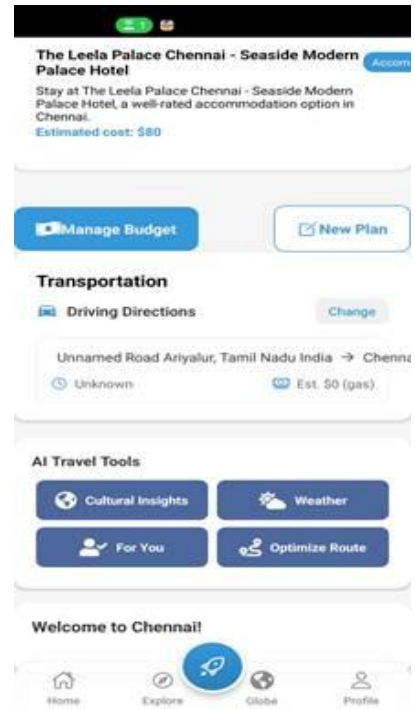 The Leela Palace Chennai - Seaside Modern
Palace Hotel
Accom
Stay at The Leela Palace Chennai - Seaside Modern
Palace Hotel, a well-rated accommodation option in
Chennai.
Estimated cost: $80
Manage Budget
New Plan
Transportation
Driving Directions
Change
Unnamed Road Ariyalur, Tamil Nadu India → Chenna
Unknown
Est. $0 (gas)
AI Travel Tools
Cultural Insights
Weather
For You
Optimize Route
Welcome to Chennai!
Home
Explore
Globe
Profile